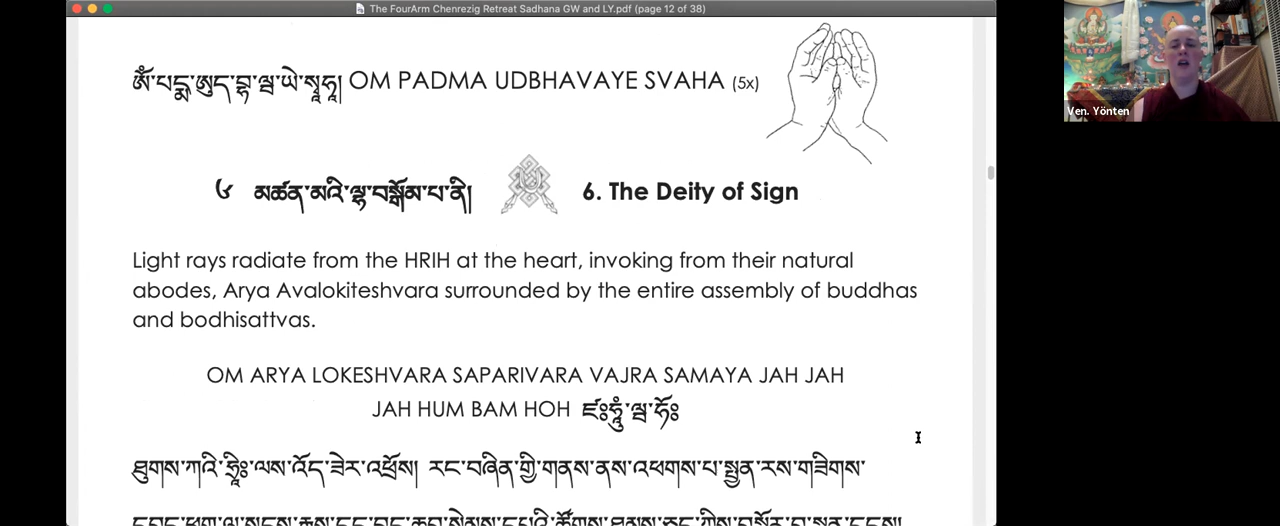 The FourArm Chenrezig Retreat Sadhana GW and LY.pdf (page 12 of 38)
OM PADMA UDBHAVAYE SVAHA (5x)
Ven. Yönten
༦ མཚན་མའི་ལྷ་བསྒོམ་པ་ནི།
6. The Deity of Sign
Light rays radiate from the HRIH at the heart, invoking from their natural
abodes, Arya Avalokiteshvara surrounded by the entire assembly of buddhas
and bodhisattvas.
OM ARYA LOKESHVARA SAPARIVARA VAJRA SAMAYA JAH JAH
JAH HUM BAM HOH ཛཿཧཱུྃ་བཾ་ཧོཿ
ཐུགས་ཀའི་ཧྲཱིཿ་ལས་འོད་ཟེར་འཕྲོས། རང་བཞིན་གྱི་གནས་ནས་འཕགས་པ་སྤྱན་རས་གཟིགས་